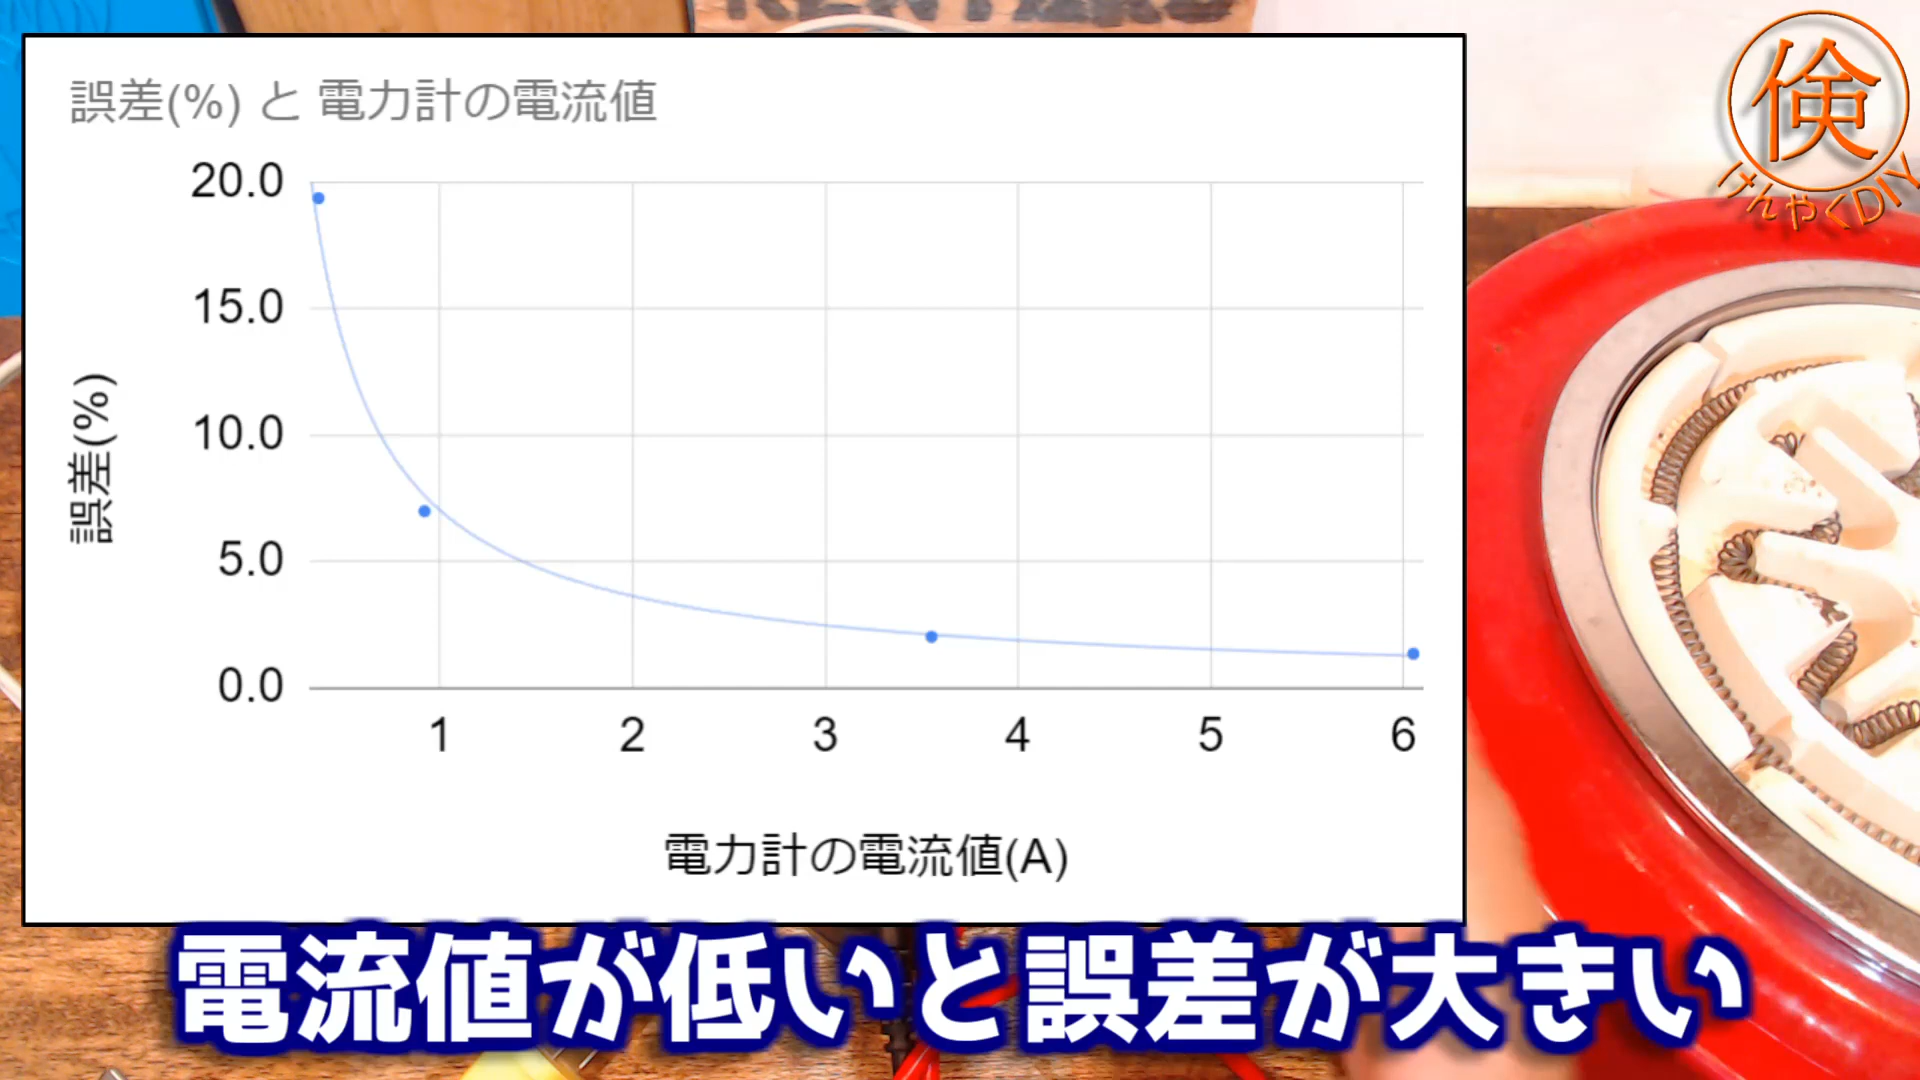 誤差(%) と 電力計の電流値
20.0
15.0
10.0
5.0
0.0
誤差(%)
1 2 3 4 5 6
電力計の電流値(A)
倹
けんやくDIY
電流値が低いと誤差が大きい